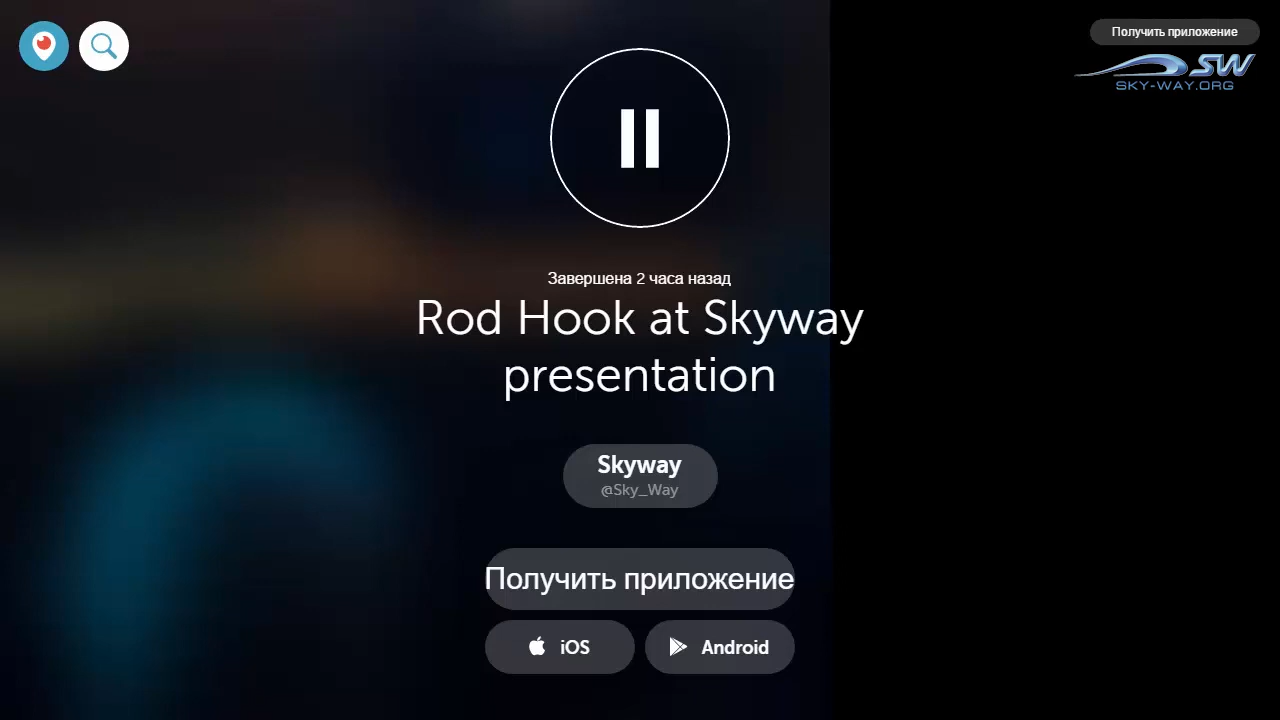 Получить приложение
SW
SKY-WAY.ORG
Завершена 2 часа назад
Rod Hook at Skyway
presentation
Skyway
@Sky_Way
Получить приложение
iOS
Android